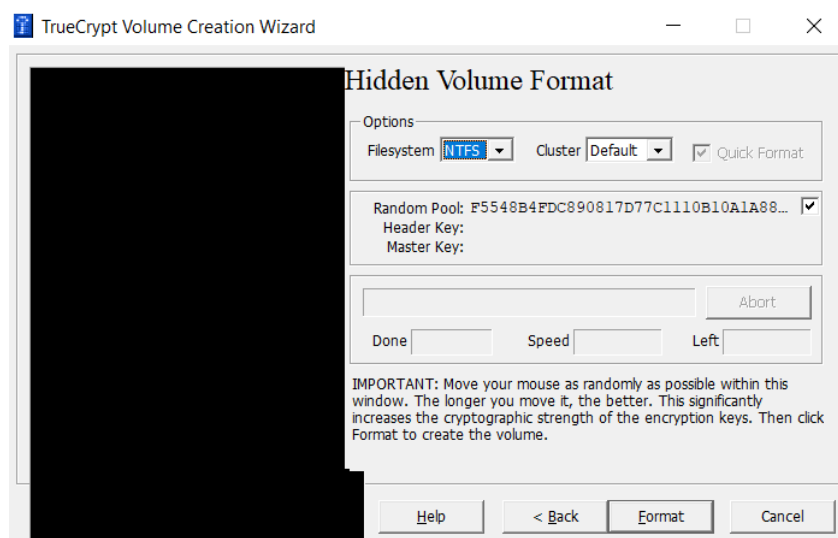 TrueCrypt Volume Creation Wizard
Hidden Volume Format
Options
Filesystem NTFS Cluster Default Quick Format
Random Pool: F5548B4FDC890817D77C1110B10A1A88...
Header Key:
Master Key:
Abort
Done Speed Left
IMPORTANT: Move your mouse as randomly as possible within this
window. The longer you move it, the better. This significantly
increases the cryptographic strength of the encryption keys. Then click
Format to create the volume.
Help < Back Format Cancel